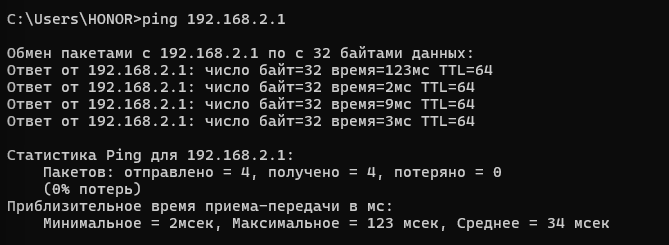 C:\Users\HONOR>ping 192.168.2.1
Обмен пакетами с 192.168.2.1 по с 32 байтами данных:
Ответ от 192.168.2.1: число байт=32 время=123мс TTL=64
Ответ от 192.168.2.1: число байт=32 время=2мс TTL=64
Ответ от 192.168.2.1: число байт=32 время=9мс TTL=64
Ответ от 192.168.2.1: число байт=32 время=3мс TTL=64
Статистика Ping для 192.168.2.1:
Пакетов: отправлено = 4, получено = 4, потеряно = 0
(0% потерь)
Приблизительное время приема-передачи в мс:
Минимальное = 2мсек, Максимальное = 123 мсек, Среднее = 34 мсек